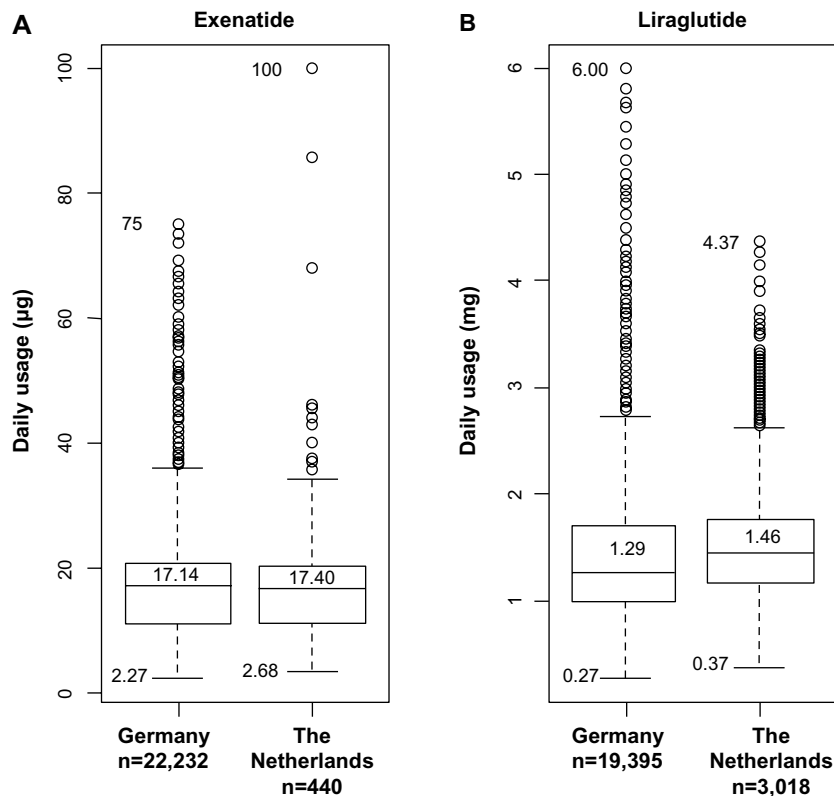 A
Exenatide
Daily usage (µg)
100
80
60
40
20
0
75
100
17.14
17.40
2.27
2.68
Germany
n=22,232
The
Netherlands
n=440
B
Liraglutide
Daily usage (mg)
6
5
4
3
2
1
6.00
4.37
1.29
1.46
0.27
0.37
Germany
n=19,395
The
Netherlands
n=3,018